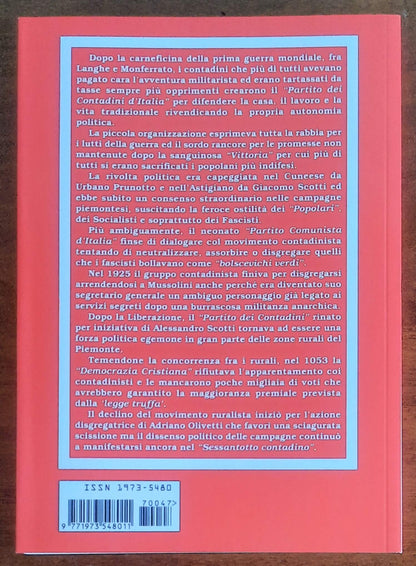 Dopo la carneficina della prima guerra mondiale, fra
Langhe e Monferrato, i contadini che più di tutti avevano
pagato cara l'avventura militarista ed erano tartassati da
tasse sempre più opprimenti crearono il "Partito dei
Contadini d'Italia" per difendere la casa, il lavoro e la
vita tradizionale rivendicando la propria autonomia
politica.
La piccola organizzazione esprimeva tutta la rabbia per
i lutti della guerra ed il sordo rancore per le promesse non
mantenute dopo la sanguinosa "Vittoria" per cui più di
tutti si erano sacrificati i popolani più indifesi.
La rivolta politica era capeggiata nel Cuneese da
Urbano Prunotto e nell'Astigiano da Giacomo Scotti ed
ebbe subito un consenso straordinario nelle campagne
piemontesi, suscitando la feroce ostilità dei "Popolari",
dei Socialisti e soprattutto dei Fascisti.
Più ambiguamente, il neonato "Partito Comunista
d'Italia" finse di dialogare col movimento contadinista
tentando di neutralizzare, assorbire o disgregare quelli
che i fascisti bollavano come "bolscevichi verdi".
Nel 1925 il gruppo contadinista finiva per disgregarsi
arrendendosi a Mussolini anche perché era diventato suo
segretario generale un ambiguo personaggio già legato ai
servizi segreti dopo una burrascosa militanza anarchica.
Dopo la Liberazione, il "Partito dei Contadini" rinato
per iniziativa di Alessandro Scotti tornava ad essere una
forza politica egemone in gran parte delle zone rurali del
Piemonte.
Temendone la concorrenza fra i rurali, nel 1053 la
"Democrazia Cristiana" rifiutava l'apparentamento coi
contadinisti e le mancarono poche migliaia di voti che
avrebbero garantito la maggioranza premiale prevista
dalla 'legge truffa'.
Il declino del movimento ruralista iniziò per l'azione
disgregatrice di Adriano Olivetti che favorì una sciagurata
scissione ma il dissenso politico delle campagne continuò
a manifestarsi ancora nel "Sessantotto contadino".
ISSN 1973-5480
70047>
9 771973 548011